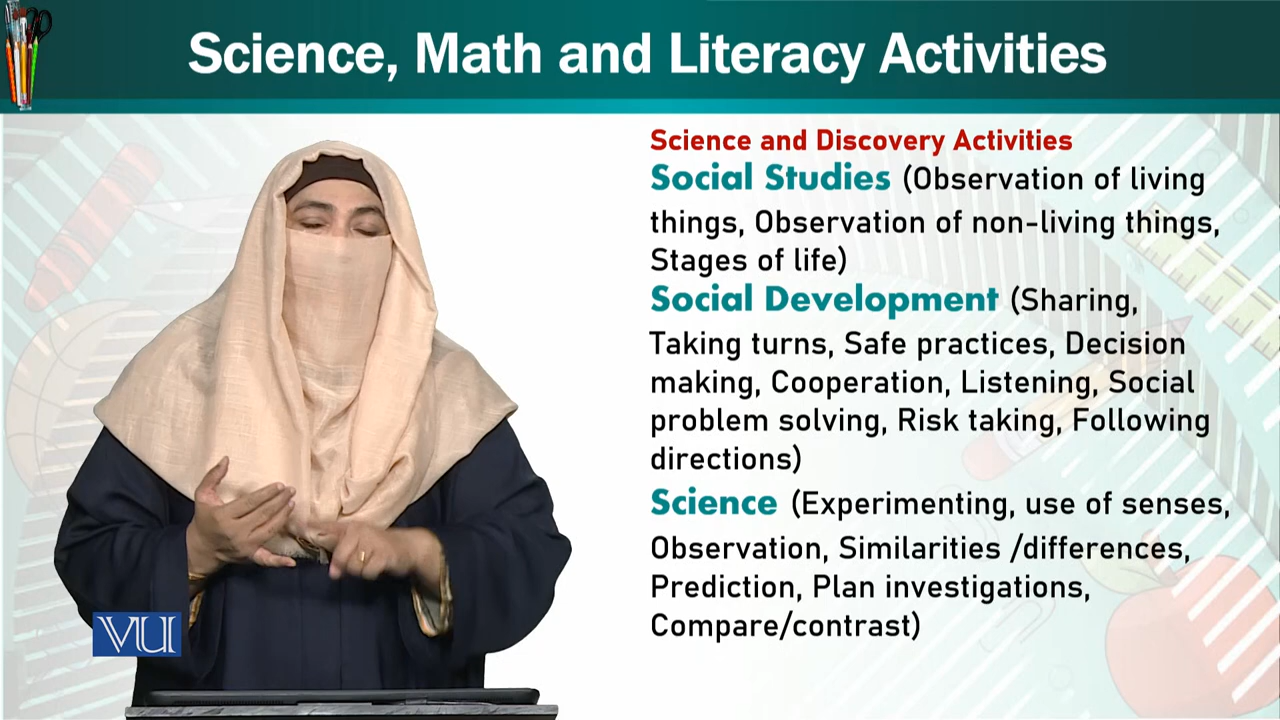 Science, Math and Literacy Activities
Science and Discovery Activities
Social Studies (Observation of living
things, Observation of non-living things,
Stages of life)
Social Development (Sharing,
Taking turns, Safe practices, Decision
making, Cooperation, Listening, Social
problem solving, Risk taking, Following
directions)
Science (Experimenting, use of senses,
Observation, Similarities /differences,
Prediction, Plan investigations,
Compare/contrast)
VU